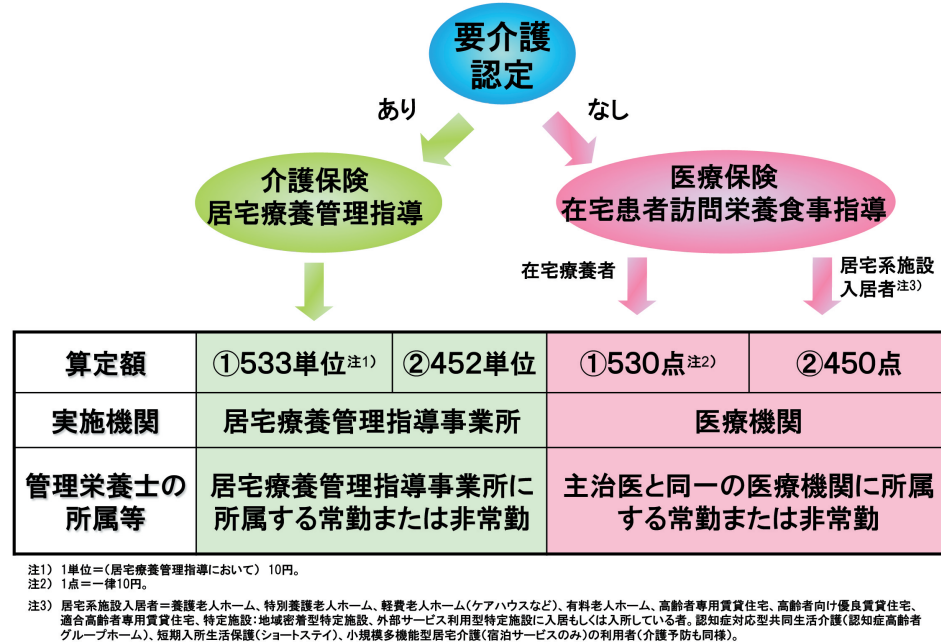 要介護
認定
あり
なし
介護保険
居宅療養管理指導
医療保険
在宅患者訪問栄養食事指導
在宅療養者
居宅系施設
入居者注3)
算定額
①533単位注1)
②452単位
①530点注2)
②450点
実施機関
居宅療養管理指導事業所
医療機関
管理栄養士の
所属等
居宅療養管理指導事業所に
所属する常勤または非常勤
主治医と同一の医療機関に所属
する常勤または非常勤
注1) 1単位=(居宅療養管理指導において) 10円。
注2) 1点=一律10円。
注3) 居宅系施設入居者=養護老人ホーム、特別養護老人ホーム、軽費老人ホーム(ケアハウスなど)、有料老人ホーム、高齢者専用賃貸住宅、高齢者向け優良賃貸住宅、
適合高齢者専用賃貸住宅、特定施設:地域密着型特定施設、外部サービス利用型特定施設に入居もしくは入所している者。認知症対応型共同生活介護(認知症高齢者
グループホーム)、短期入所生活保護(ショートステイ)、小規模多機能型居宅介護(宿泊サービスのみ)の利用者(介護予防も同様)。